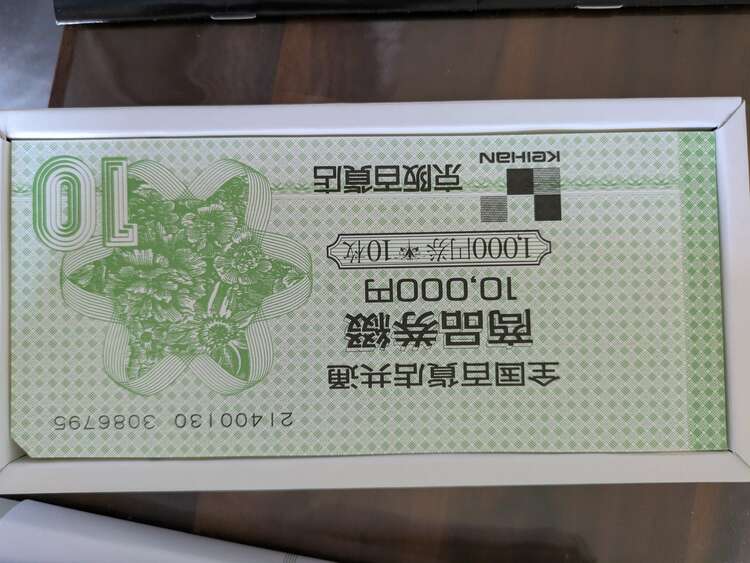 21400130 3086795
全国百貨店共通
商品券綴
10,000円
1,000円券＊10枚
京阪百貨店
KEIHAN
10